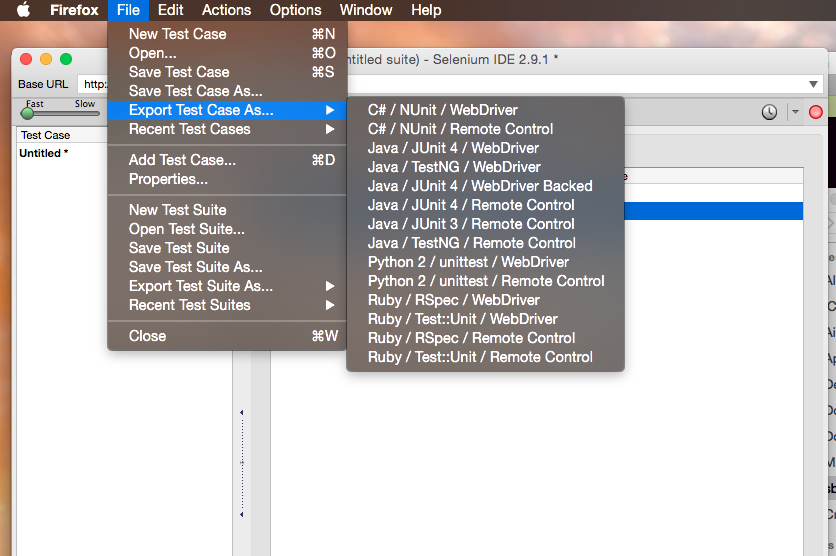 Firefox File Edit Actions Options Window Help
New Test Case ⌘N
Open... ⌘O
Save Test Case ⌘S
Save Test Case As...
Export Test Case As...
Recent Test Cases
Add Test Case... ⌘D
Properties...
New Test Suite
Open Test Suite...
Save Test Suite
Save Test Suite As...
Export Test Suite As...
Recent Test Suites
Close ⌘W
C# / NUnit / WebDriver
C# / NUnit / Remote Control
Java / JUnit 4 / WebDriver
Java / TestNG / WebDriver
Java / JUnit 4 / WebDriver Backed
Java / JUnit 4 / Remote Control
Java / JUnit 3 / Remote Control
Java / TestNG / Remote Control
Python 2 / unittest / WebDriver
Python 2 / unittest / Remote Control
Ruby / RSpec / WebDriver
Ruby / Test::Unit / WebDriver
Ruby / RSpec / Remote Control
Ruby / Test::Unit / Remote Control
ntitled suite) - Selenium IDE 2.9.1 *
Base URL http:
Fast Slow
Test Case
Untitled *